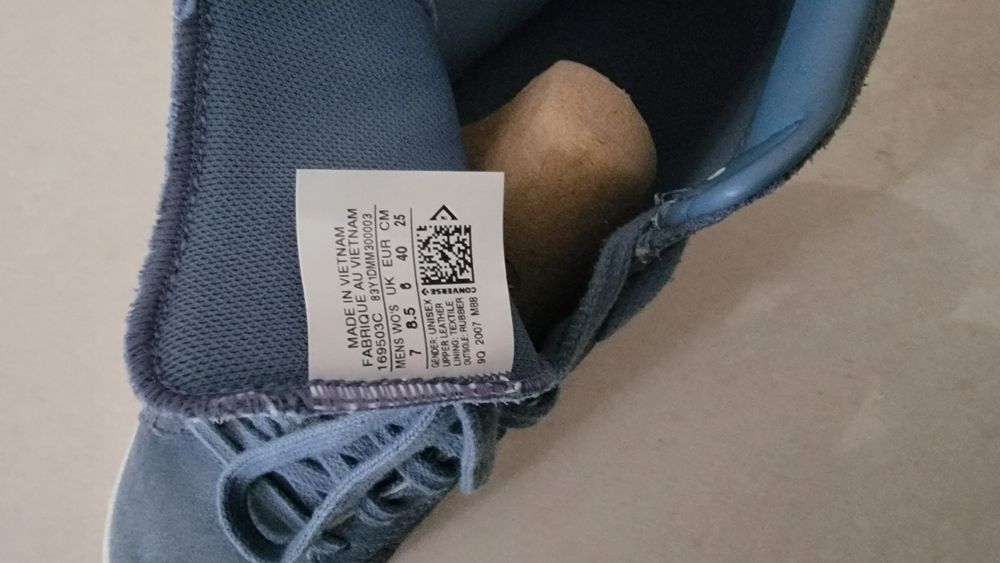 MADE IN VIETNAM
FABRIQUE AU VIETNAM
169503C 83Y1DMM300003
MENS WO'S UK EUR CM
7 8.5 6 40 25
GENDER: UNISEX
UPPER LEATHER
LINING: TEXTILE
OUTSOLE: RUBBER
CONVERSE
9Q 2007 M88